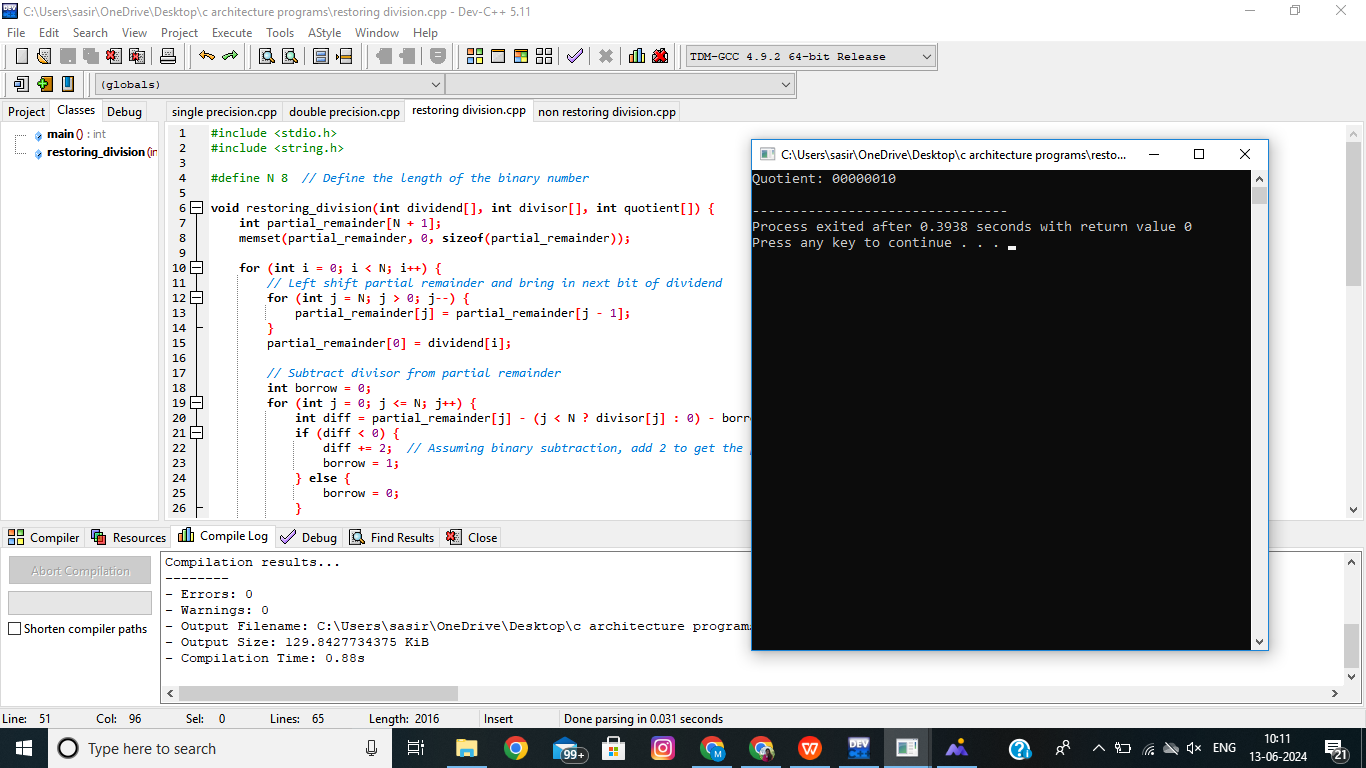 C:\Users\sasir\OneDrive\Desktop\c architecture programs\restoring division.cpp - Dev-C++ 5.11
File Edit Search View Project Execute Tools AStyle Window Help
TDM-GCC 4.9.2 64-bit Release
(globals)
Project Classes Debug
main () : int
restoring_division (in
single precision.cpp double precision.cpp restoring division.cpp non restoring division.cpp
1 #include <stdio.h>
2 #include <string.h>
3
4 #define N 8 // Define the length of the binary number
5
6 void restoring_division(int dividend[], int divisor[], int quotient[]) {
7 int partial_remainder[N + 1];
8 memset(partial_remainder, 0, sizeof(partial_remainder));
9
10 for (int i = 0; i < N; i++) {
11 // Left shift partial remainder and bring in next bit of dividend
12 for (int j = N; j > 0; j--) {
13 partial_remainder[j] = partial_remainder[j - 1];
14 }
15 partial_remainder[0] = dividend[i];
16
17 // Subtract divisor from partial remainder
18 int borrow = 0;
19 for (int j = 0; j <= N; j++) {
20 int diff = partial_remainder[j] - (j < N ? divisor[j] : 0) - borr
21 if (diff < 0) {
22 diff += 2; // Assuming binary subtraction, add 2 to get the
23 borrow = 1;
24 } else {
25 borrow = 0;
26 }
C:\Users\sasir\OneDrive\Desktop\c architecture programs\resto...
Quotient: 00000010
--------------------------------
Process exited after 0.3938 seconds with return value 0
Press any key to continue . . .
Compiler Resources Compile Log Debug Find Results Close
Abort Compilation
Shorten compiler paths
Compilation results...
--------
- Errors: 0
- Warnings: 0
- Output Filename: C:\Users\sasir\OneDrive\Desktop\c architecture program
- Output Size: 129.8427734375 KiB
- Compilation Time: 0.88s
Line: 51 Col: 96 Sel: 0 Lines: 65 Length: 2016 Insert Done parsing in 0.031 seconds
Type here to search
99+
ENG
10:11
13-06-2024
21